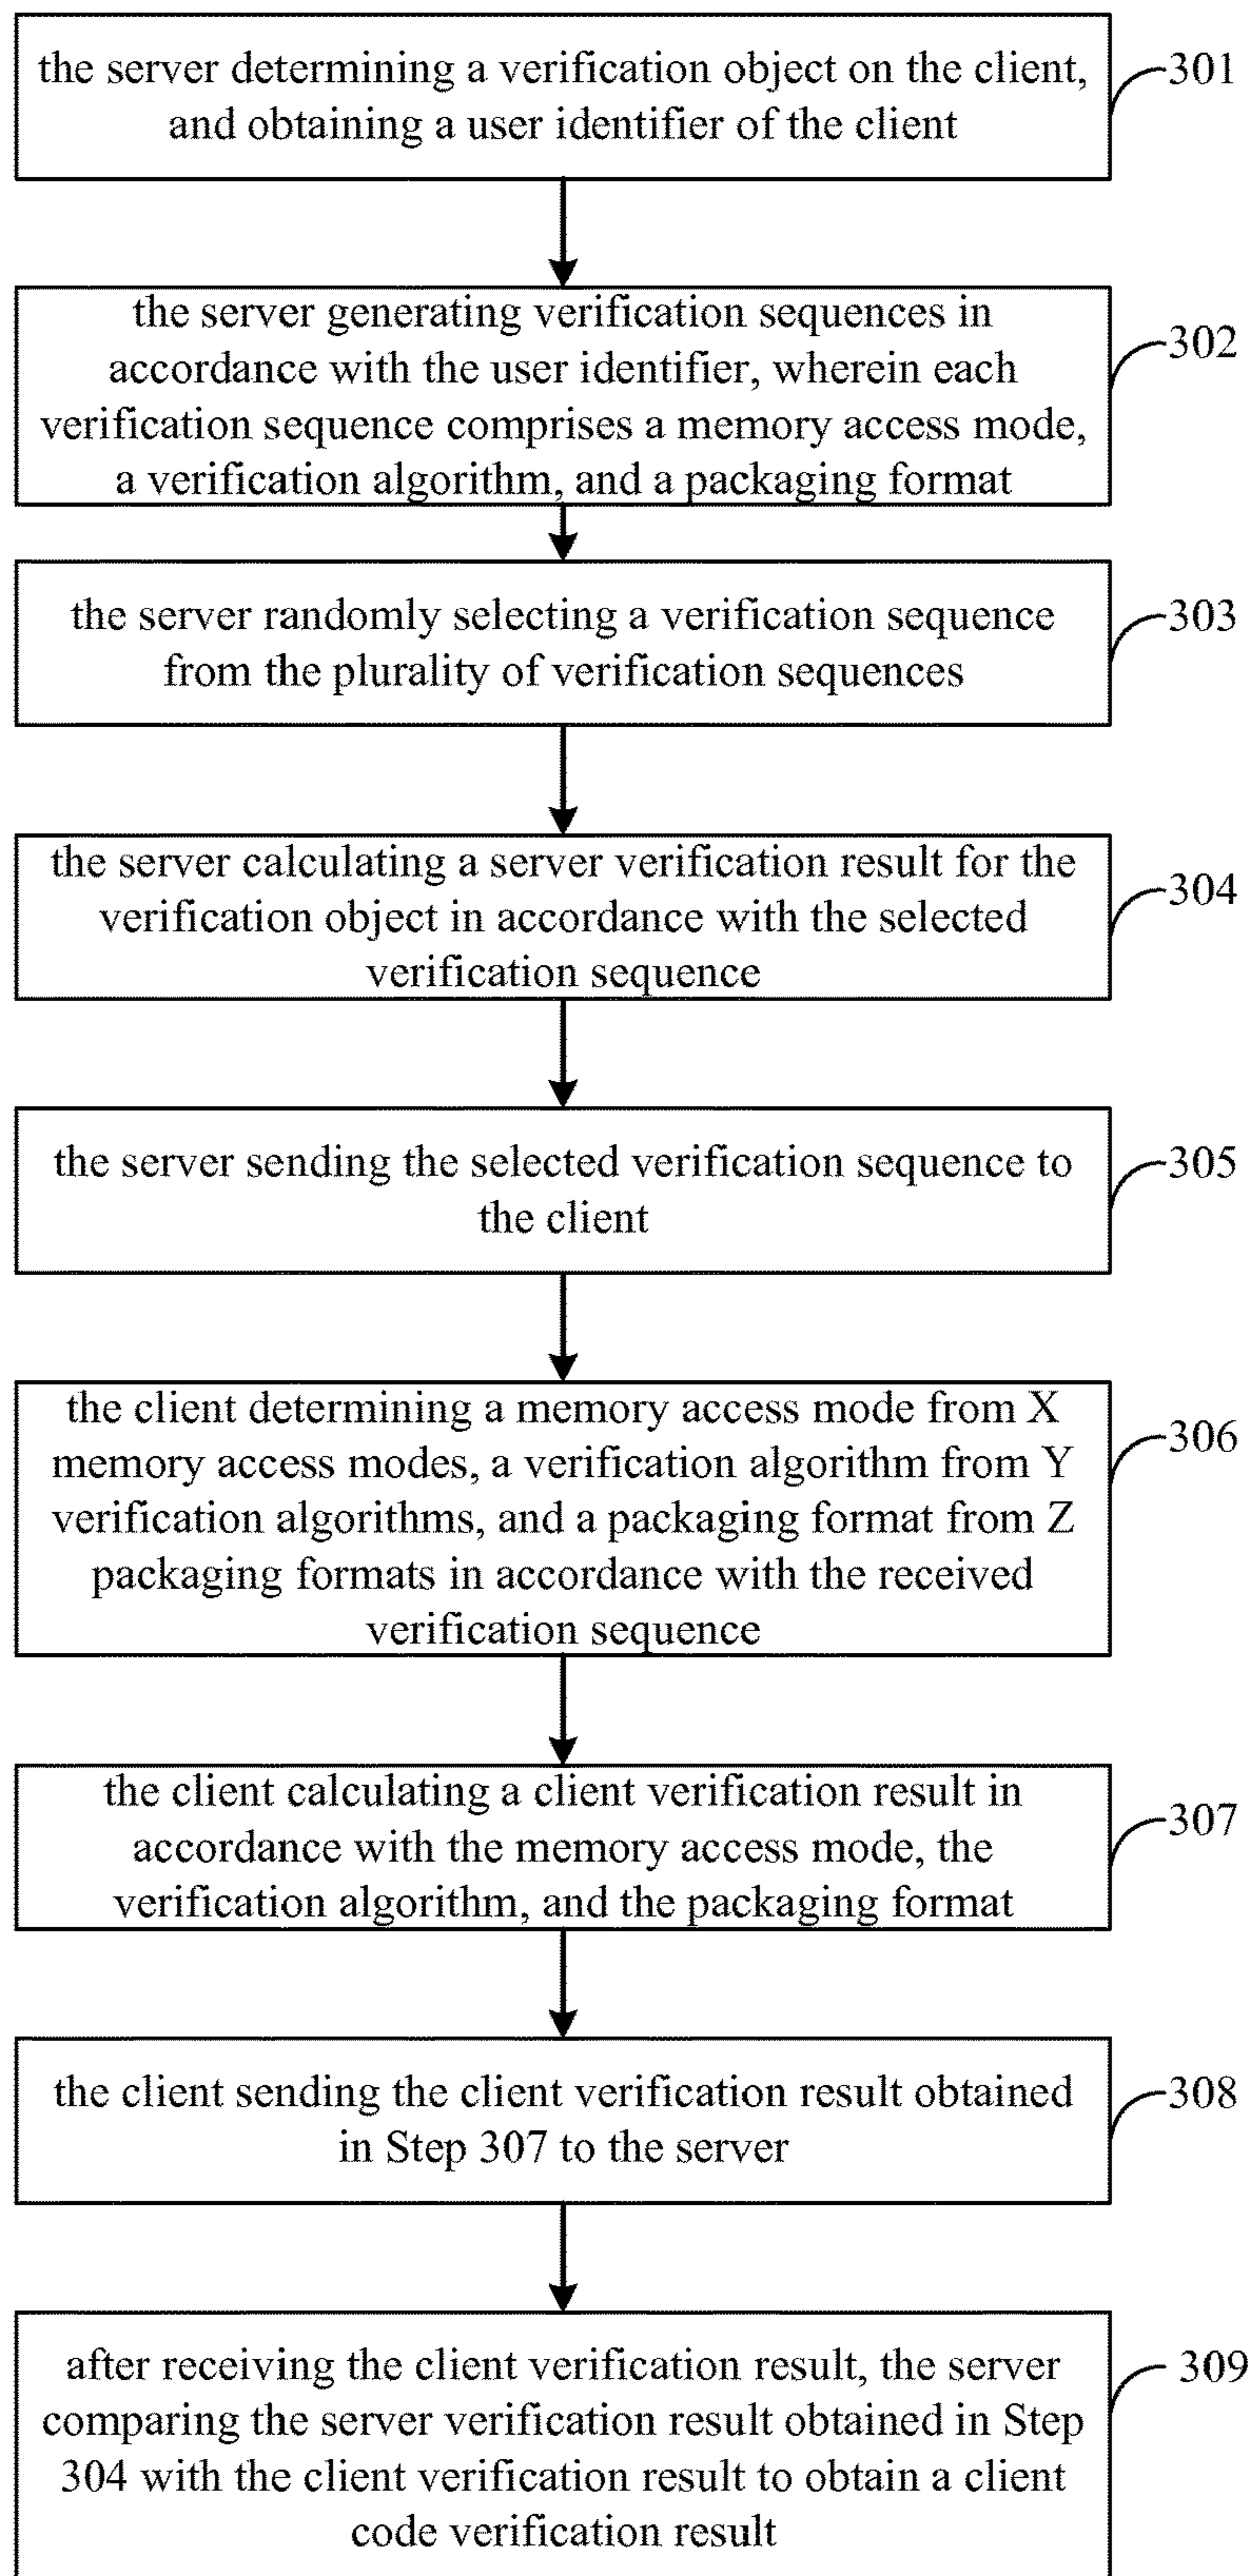 the server determining a verification object on the client,
and obtaining a user identifier of the client
301
the server generating verification sequences in
accordance with the user identifier, wherein each
verification sequence comprises a memory access mode,
a verification algorithm, and a packaging format
302
the server randomly selecting a verification sequence
from the plurality of verification sequences
303
the server calculating a server verification result for the
verification object in accordance with the selected
verification sequence
304
the server sending the selected verification sequence to
the client
305
the client determining a memory access mode from X
memory access modes, a verification algorithm from Y
verification algorithms, and a packaging format from Z
packaging formats in accordance with the received
verification sequence
306
the client calculating a client verification result in
accordance with the memory access mode, the
verification algorithm, and the packaging format
307
the client sending the client verification result obtained
in Step 307 to the server
308
after receiving the client verification result, the server
comparing the server verification result obtained in Step
304 with the client verification result to obtain a client
code verification result
309